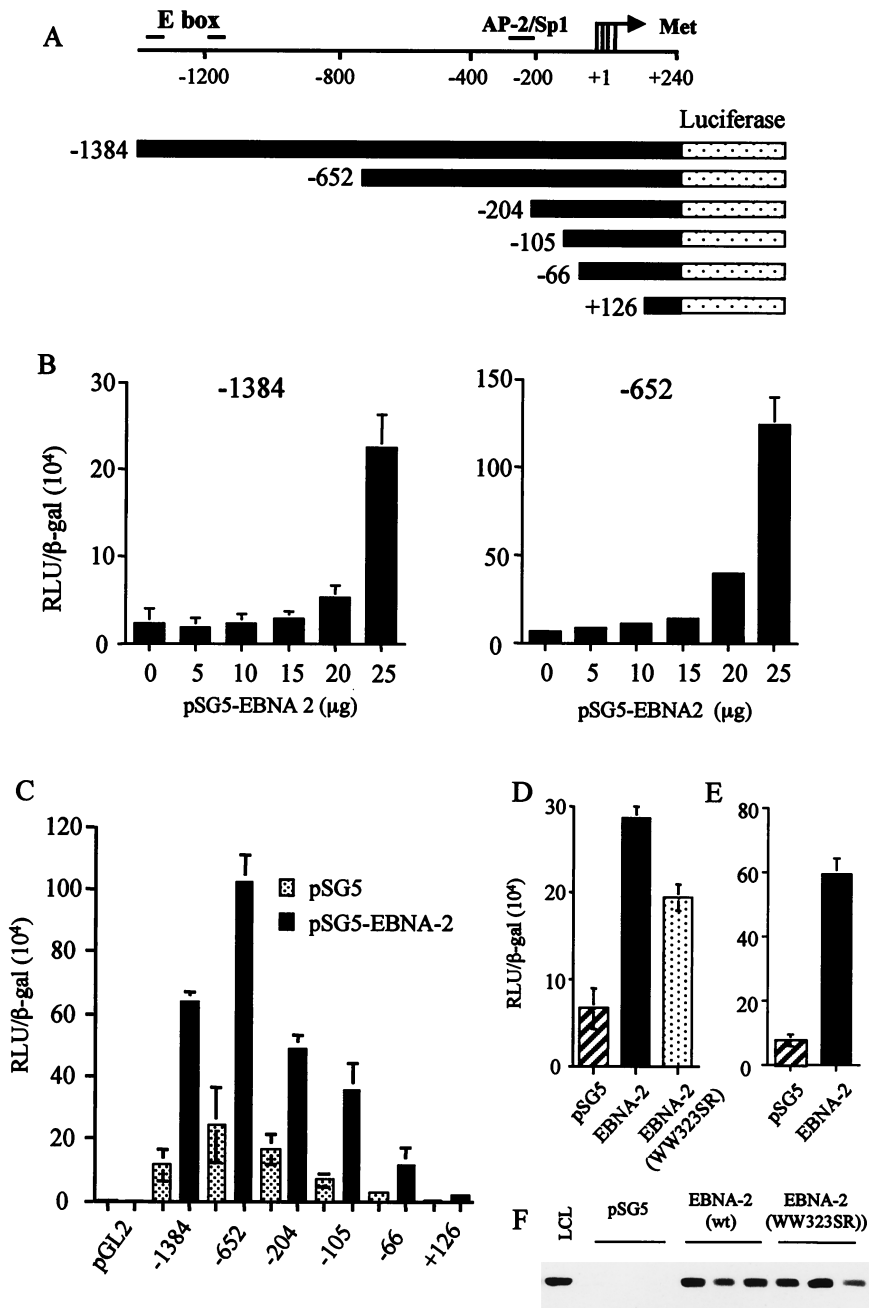 A
E box
AP-2/Sp1
Met
-1200
-800
-400
-200
+1
+240
Luciferase
-1384
-652
-204
-105
-66
+126
B
-1384
RLU/β-gal (10⁴)
30
20
10
0
0 5 10 15 20 25
pSG5-EBNA 2 (μg)
-652
150
100
50
0
0 5 10 15 20 25
pSG5-EBNA2 (μg)
C
RLU/β-gal (10⁴)
120
100
80
60
40
20
0
pSG5
pSG5-EBNA-2
pGL2
-1384
-652
-204
-105
-66
+126
D
RLU/β-gal (10⁴)
30
20
10
0
pSG5
EBNA-2
EBNA-2
(WW323SR)
E
80
60
40
20
0
pSG5
EBNA-2
F
LCL
pSG5
EBNA-2
(wt)
EBNA-2
(WW323SR))